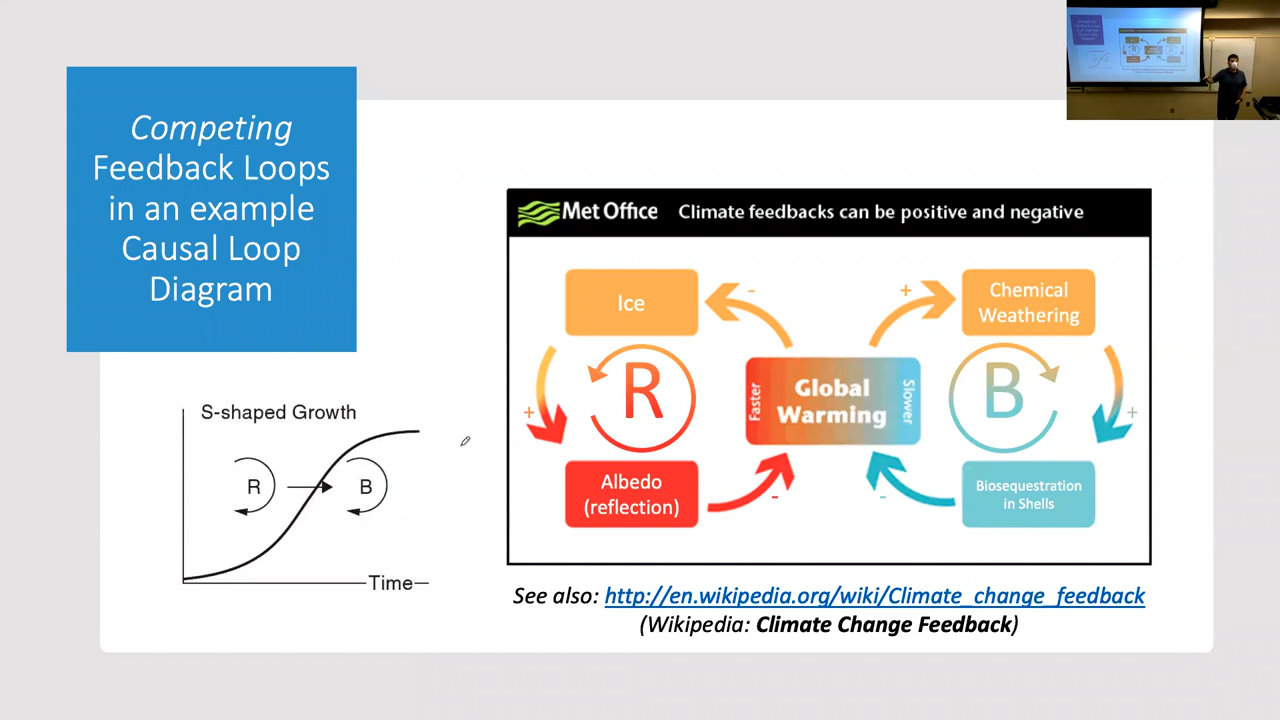 Competing
Feedback Loops
in an example
Causal Loop
Diagram
S-shaped Growth
R
B
Time
Met Office
Climate feedbacks can be positive and negative
Ice
-
+
Chemical
Weathering
R
Faster
Global
Warming
Slower
B
+
+
Albedo
(reflection)
-
-
Biosequestration
in Shells
See also: http://en.wikipedia.org/wiki/Climate_change_feedback
(Wikipedia: Climate Change Feedback)